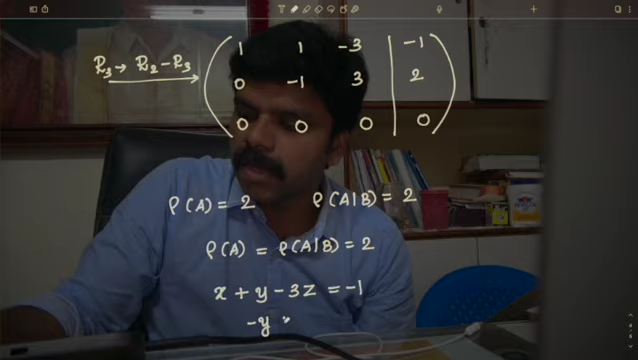 R₃ → R₂ - R₃
1 1 -3 | -1
0 -1 3 | 2
0 0 0 | 0
ρ(A) = 2 ρ(A|B) = 2
ρ(A) = ρ(A|B) = 2
x + y - 3z = -1
-y